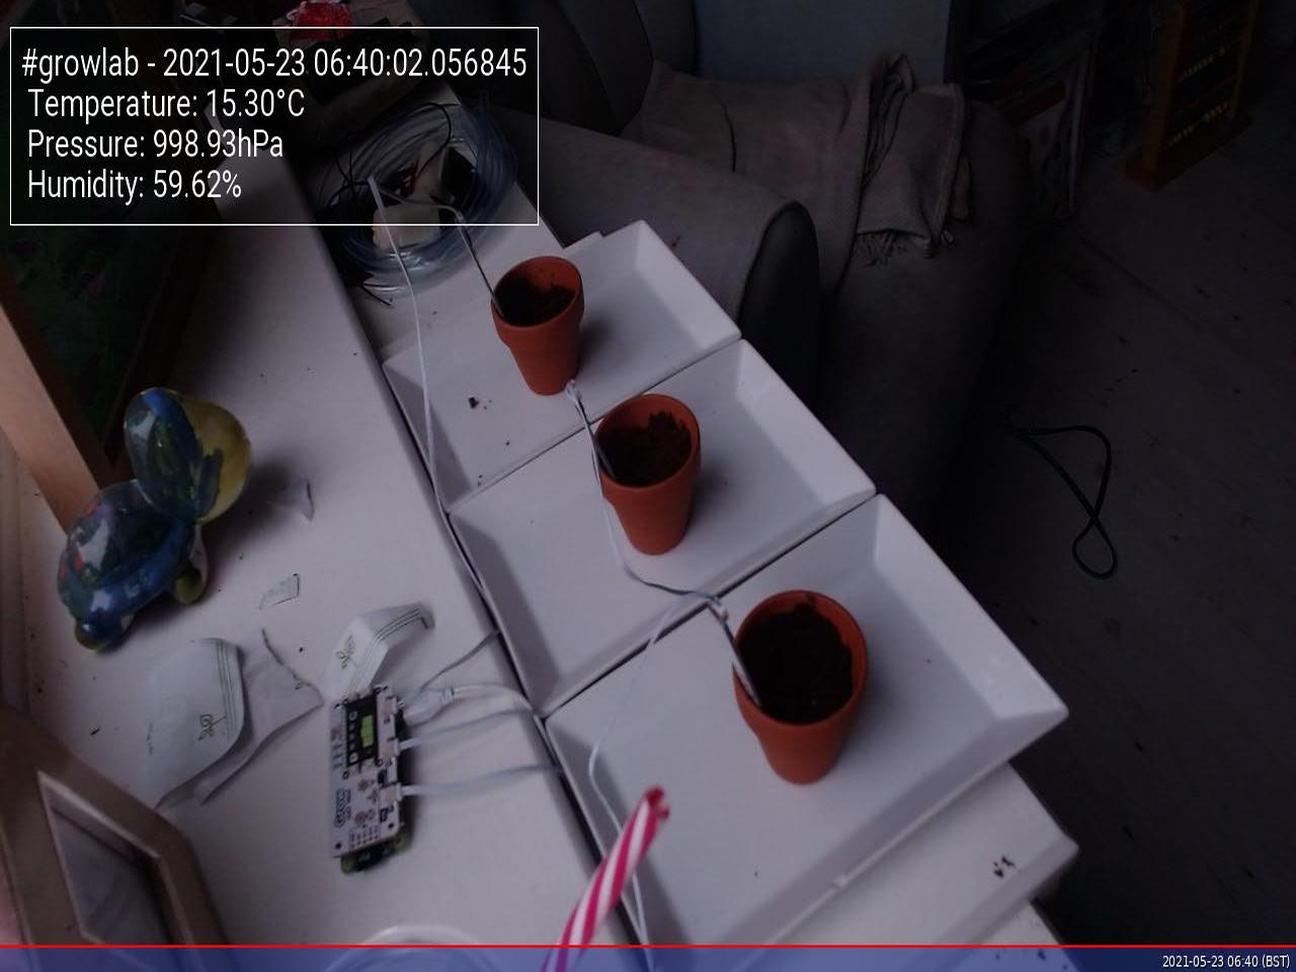 #growlab - 2021-05-23 06:40:02.056845
Temperature: 15.30°C
Pressure: 998.93hPa
Humidity: 59.62%
2021-05-23 06:40 (BST)